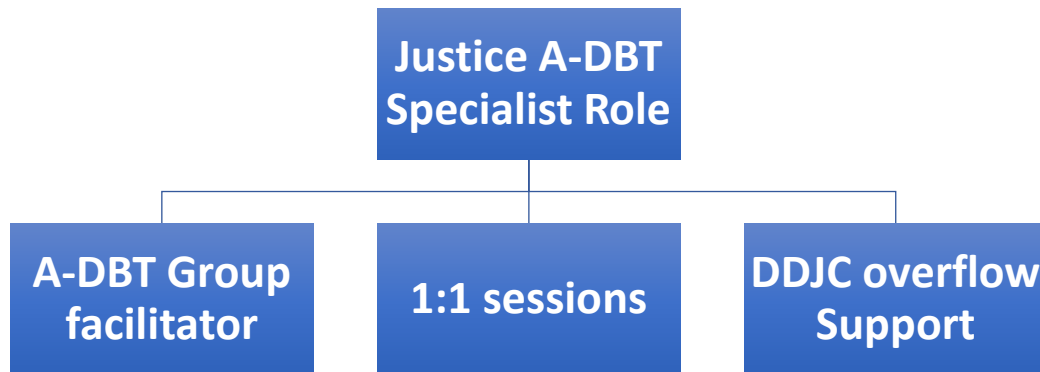 Justice A-DBT
Specialist Role
A-DBT Group
facilitator
1:1 sessions
DDJC overflow
Support